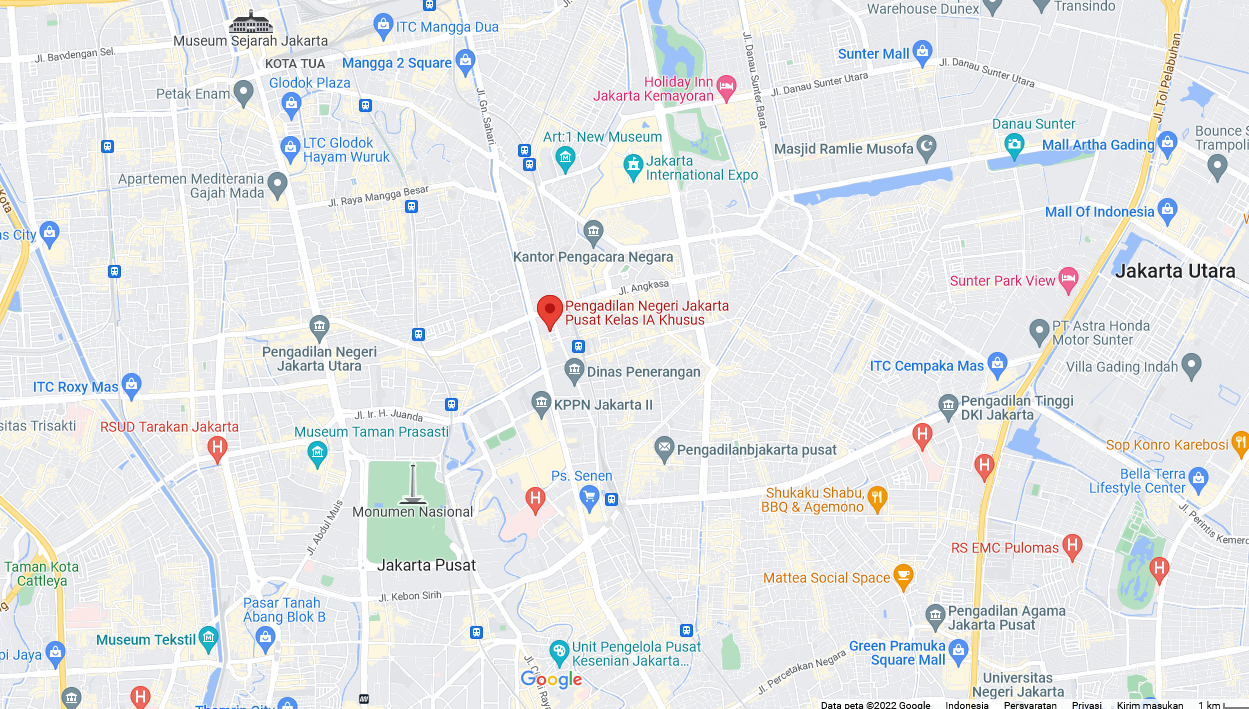 Warehouse Dunex
Transindo
ITC Mangga Dua
Museum Sejarah Jakarta
Jl. Bandengan Sel.
KOTA TUA
Mangga 2 Square
Sunter Mall
Jl. Danau Sunter Utara
Jl. Danau Sunter Utara
Jl. Danau Sunter Barat
Jl. Tol Pelabuhan
Glodok Plaza
Petak Enam
Holiday Inn
Jakarta Kemayoran
Jl. Gn. Sahari
Danau Sunter
Bounce S
Trampoli
Art:1 New Museum
LTC Glodok
Hayam Wuruk
Masjid Ramlie Musofa
Mall Artha Gading
Jakarta
International Expo
Apartemen Mediterania
Gajah Mada
Jl. Raya Mangga Besar
Kota
Mall Of Indonesia
as City
Kantor Pengacara Negara
Jakarta Utara
Jl. Angkasa
Sunter Park View
Pengadilan Negeri Jakarta
Pusat Kelas IA Khusus
PT Astra Honda
Motor Sunter
Pengadilan Negeri
Jakarta Utara
Villa Gading Indah
ITC Cempaka Mas
Dinas Penerangan
ITC Roxy Mas
KPPN Jakarta II
Pengadilan Tinggi
DKI Jakarta
Jl. Ir. H. Juanda
sitas Trisakti
RSUD Tarakan Jakarta
Museum Taman Prasasti
Pengadilanbjakarta pusat
Sop Konro Karebosi
Ps. Senen
Bella Terra
Lifestyle Center
Shukaku Shabu,
BBQ & Agemono
Monumen Nasional
Jl. Abdul Muis
Jl. Perintis Kemerd
RS EMC Pulomas
Jakarta Pusat
Taman Kota
Cattleya
Mattea Social Space
Jl. Kebon Sirih
Pasar Tanah
Abang Blok B
Pengadilan Agama
Jakarta Pusat
Museum Tekstil
Unit Pengelola Pusat
Kesenian Jakarta...
Green Pramuka
Square Mall
pi Jaya
Jl. Percetakan Negara
Jl. Cikini Raya
Google
Universitas
Negeri Jakarta
Thamrin City
Data peta ©2022 Google
Indonesia
Persyaratan
Privasi
Kirim masukan
1 km